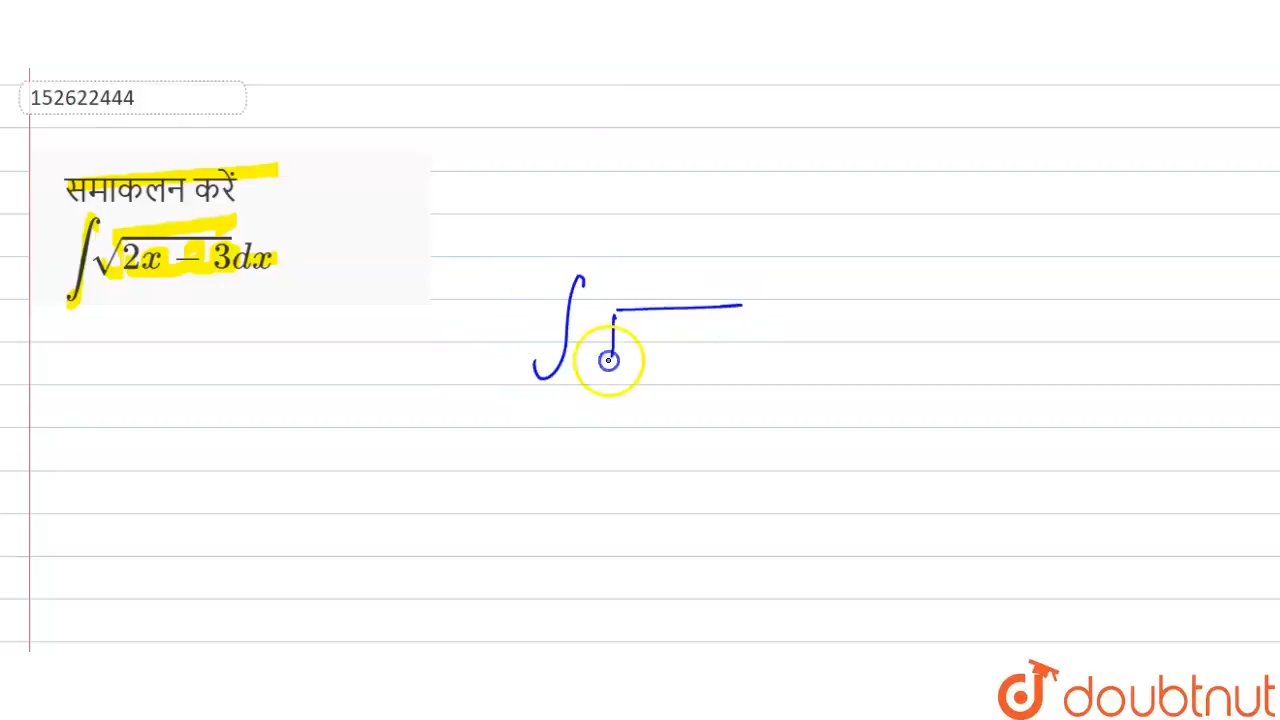 152622444
समाकलन करें
∫√(2x − 3)dx
∫√
doubtnut